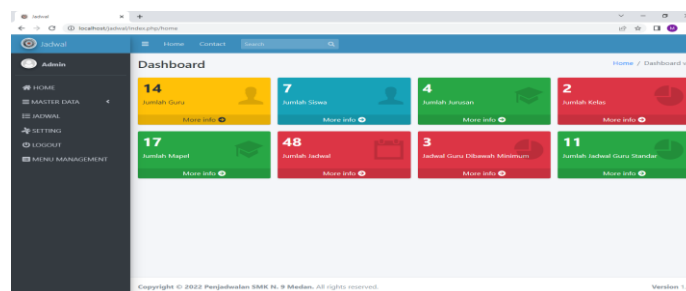 Jadwal
localhost/jadwal/index.php/home
Jadwal
Home Contact Search
Admin
Dashboard
Home / Dashboard v
HOME
MASTER DATA
JADWAL
SETTING
LOGOUT
MENU MANAGEMENT
14
Jumlah Guru
More info
7
Jumlah Siswa
More info
4
Jumlah Jurusan
More info
2
Jumlah Kelas
More info
17
Jumlah Mapel
More info
48
Jumlah Jadwal
More info
3
Jadwal Guru Dibawah Minimum
More info
11
Jumlah Jadwal Guru Standar
More info
Copyright © 2022 Penjadwalan SMK N. 9 Medan. All rights reserved.
Version 1.